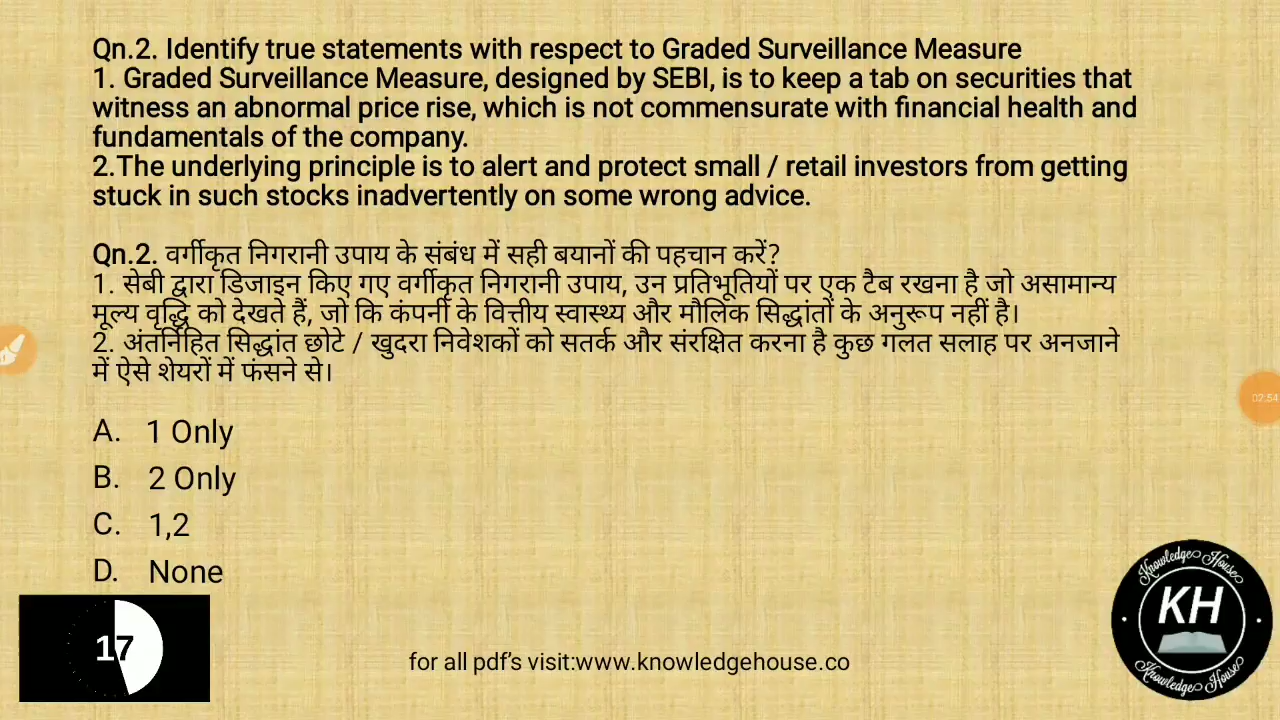 Qn.2. Identify true statements with respect to Graded Surveillance Measure
1. Graded Surveillance Measure, designed by SEBI, is to keep a tab on securities that
witness an abnormal price rise, which is not commensurate with financial health and
fundamentals of the company.
2.The underlying principle is to alert and protect small / retail investors from getting
stuck in such stocks inadvertently on some wrong advice.
Qn.2. वर्गीकृत निगरानी उपाय के संबंध में सही बयानों की पहचान करें?
1. सेबी द्वारा डिजाइन किए गए वर्गीकृत निगरानी उपाय, उन प्रतिभूतियों पर एक टैब रखना है जो असामान्य
मूल्य वृद्धि को देखते हैं, जो कि कंपनी के वित्तीय स्वास्थ्य और मौलिक सिद्धांतों के अनुरूप नहीं है।
2. अंतर्निहित सिद्धांत छोटे / खुदरा निवेशकों को सतर्क और संरक्षित करना है कुछ गलत सलाह पर अनजाने
में ऐसे शेयरों में फंसने से।
A. 1 Only
B. 2 Only
C. 1,2
D. None
17
for all pdf's visit:www.knowledgehouse.co
02:54
Knowledge House
KH
Knowledge House